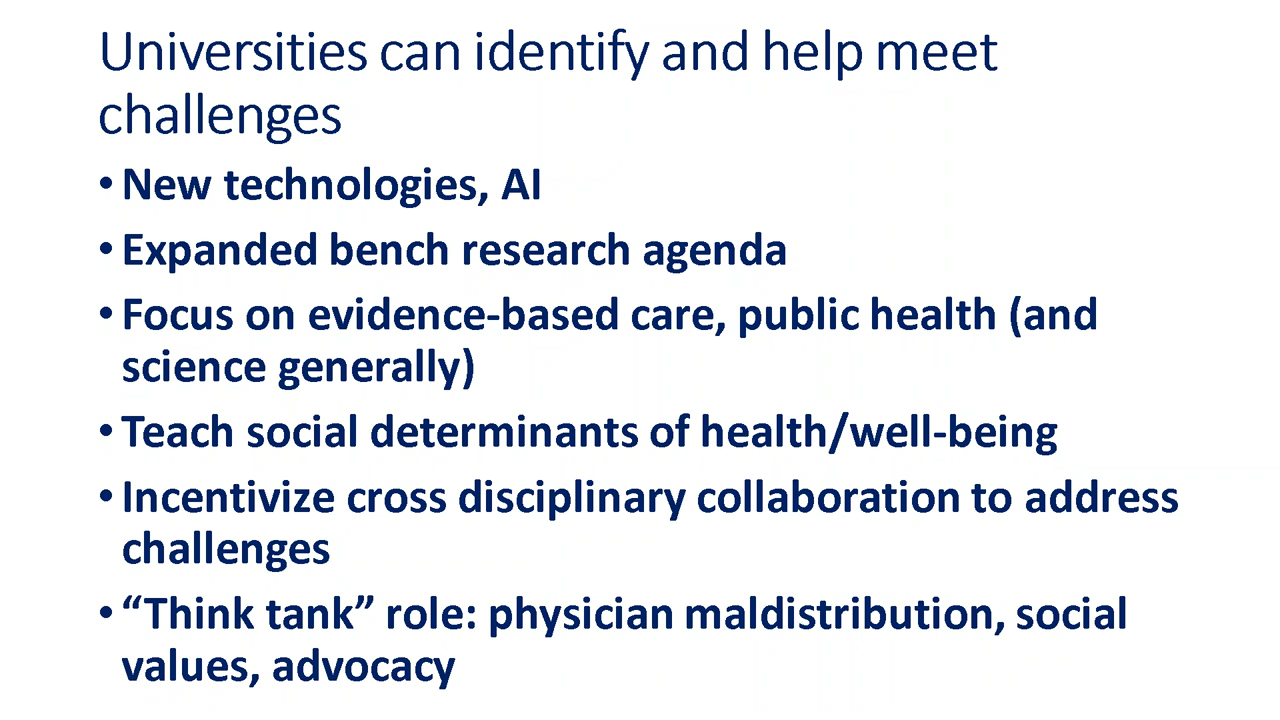 Universities can identify and help meet
challenges
• New technologies, AI
• Expanded bench research agenda
• Focus on evidence-based care, public health (and
science generally)
• Teach social determinants of health/well-being
• Incentivize cross disciplinary collaboration to address
challenges
• “Think tank” role: physician maldistribution, social
values, advocacy